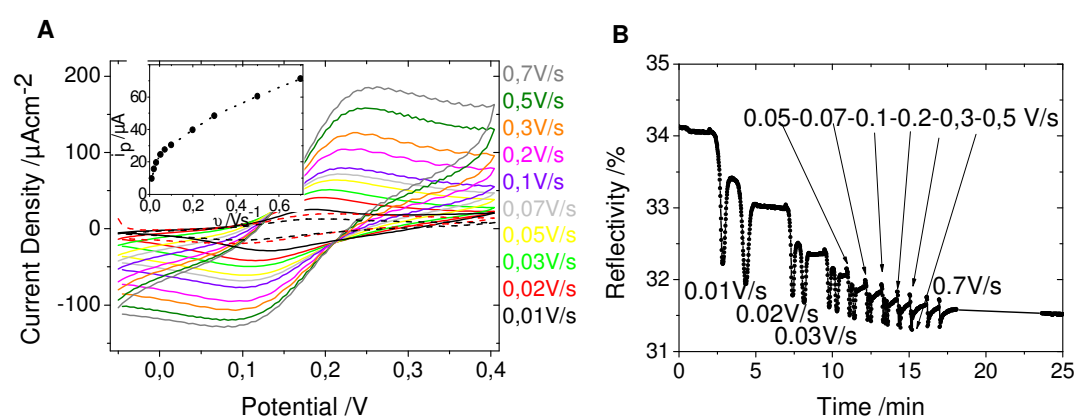 A
Current Density /µAcm-2
200
100
0
-100
0,0
0,1
0,2
0,3
0,4
Potential /V
80
60
40
20
0
ip/µA
0,0
0,2
0,4
0,6
υ /Vs-1
0,7V/s
0,5V/s
0,3V/s
0,2V/s
0,1V/s
0,07V/s
0,05V/s
0,03V/s
0,02V/s
0,01V/s
B
Reflectivity /%
35
34
33
32
31
0
5
10
15
20
25
Time /min
0.05-0.07-0.1-0.2-0,3-0,5 V/s
0.01V/s
0.02V/s
0.03V/s
0.7V/s